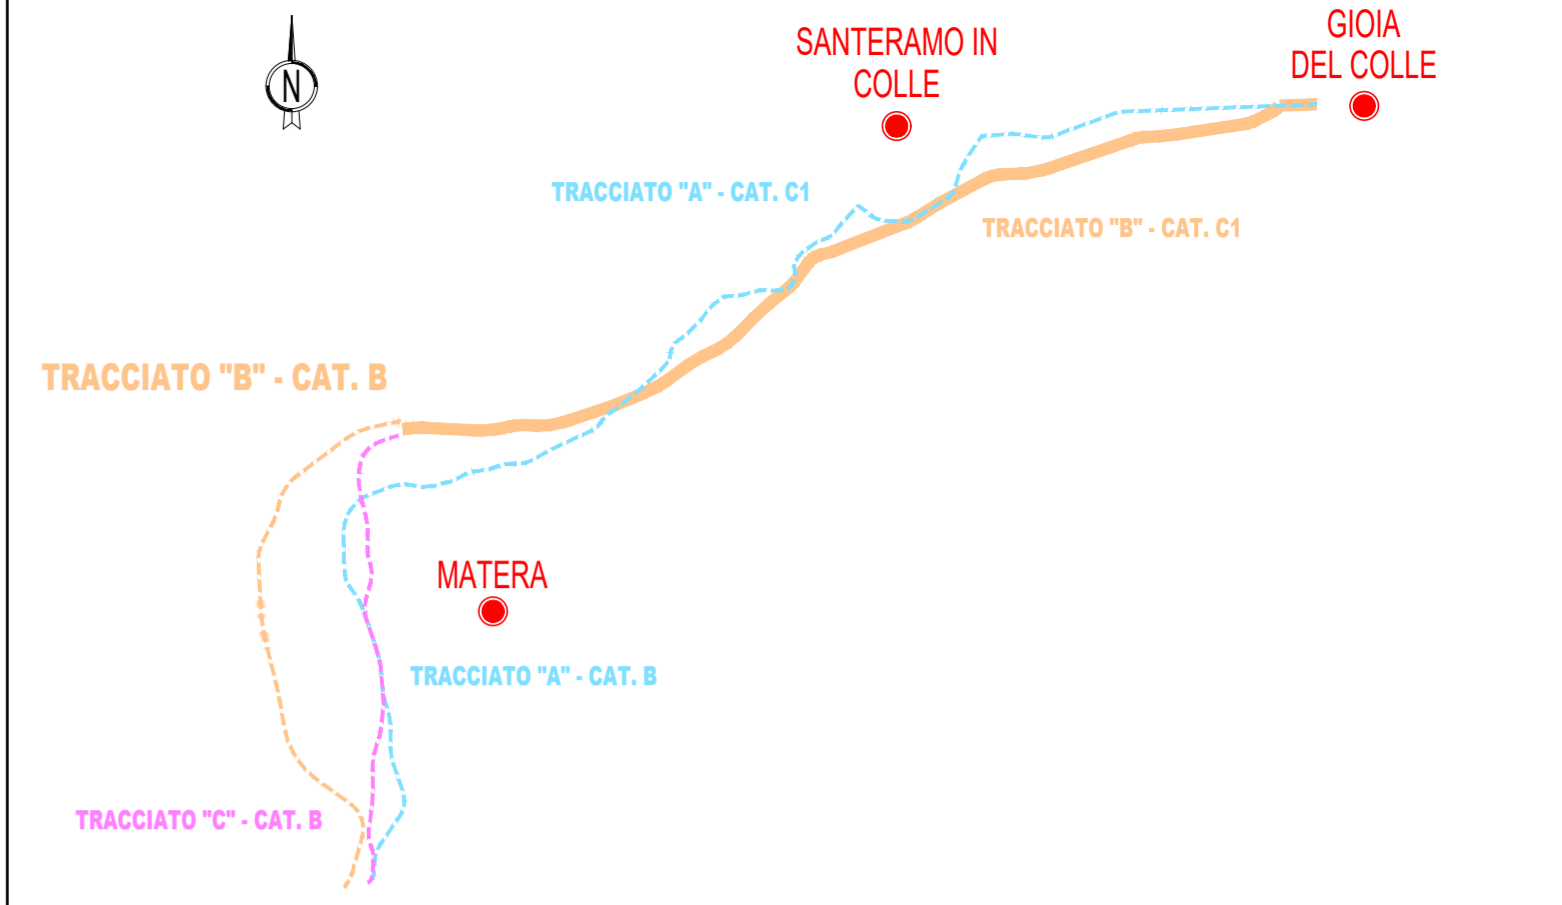 GIOIA
DEL COLLE
SANTERAMO IN
COLLE
N
TRACCIATO "A" - CAT. C1
TRACCIATO "B" - CAT. C1
TRACCIATO "B" - CAT. B
MATERA
TRACCIATO "A" - CAT. B
TRACCIATO "C" - CAT. B